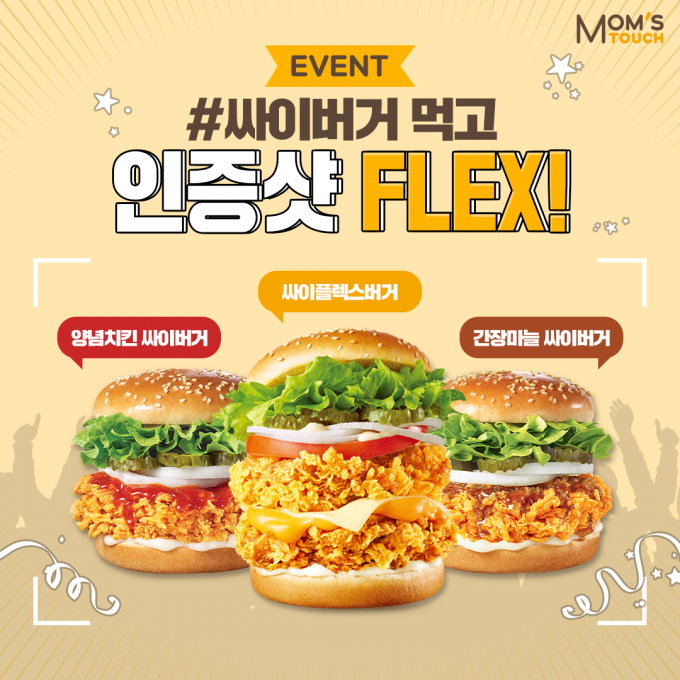 MOM'S
TOUCH
EVENT
#싸이버거 먹고
인증샷 FLEX!
싸이플렉스버거
양념치킨 싸이버거
간장마늘 싸이버거